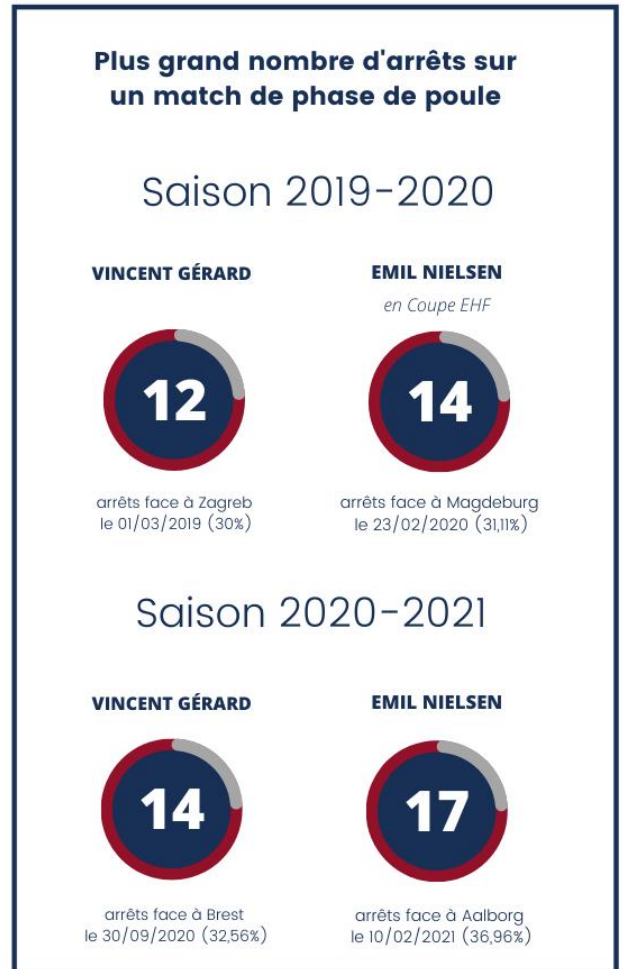 Plus grand nombre d'arrêts sur
un match de phase de poule
Saison 2019-2020
VINCENT GÉRARD
12
arrêts face à Zagreb
le 01/03/2019 (30%)
EMIL NIELSEN
en Coupe EHF
14
arrêts face à Magdeburg
le 23/02/2020 (31,11%)
Saison 2020-2021
VINCENT GÉRARD
14
arrêts face à Brest
le 30/09/2020 (32,56%)
EMIL NIELSEN
17
arrêts face à Aalborg
le 10/02/2021 (36,96%)